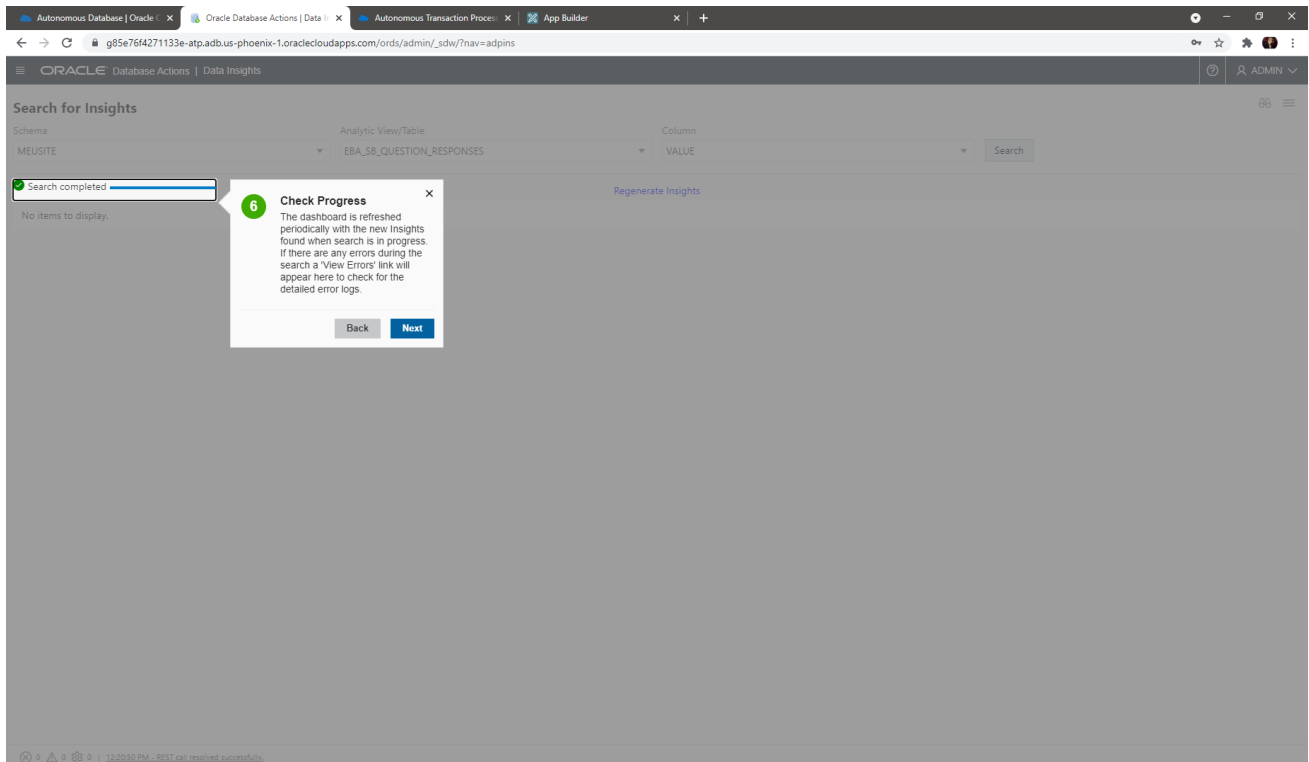 Autonomous Database | Oracle C
Oracle Database Actions | Data I
Autonomous Transaction Process
App Builder
g85e76f4271133e-atp.adb.us-phoenix-1.oraclecloudapps.com/ords/admin/_sdw/?nav=adpins
ORACLE Database Actions | Data Insights
ADMIN
Search for Insights
Schema
Analytic View/Table
Column
MEUSITE
EBA_SB_QUESTION_RESPONSES
VALUE
Search
Search completed
Regenerate Insights
No items to display.
6
Check Progress
The dashboard is refreshed
periodically with the new Insights
found when search is in progress.
If there are any errors during the
search a 'View Errors' link will
appear here to check for the
detailed error logs.
Back
Next
0 0 0 | 12:20:50 PM - REST call resolved successfully.